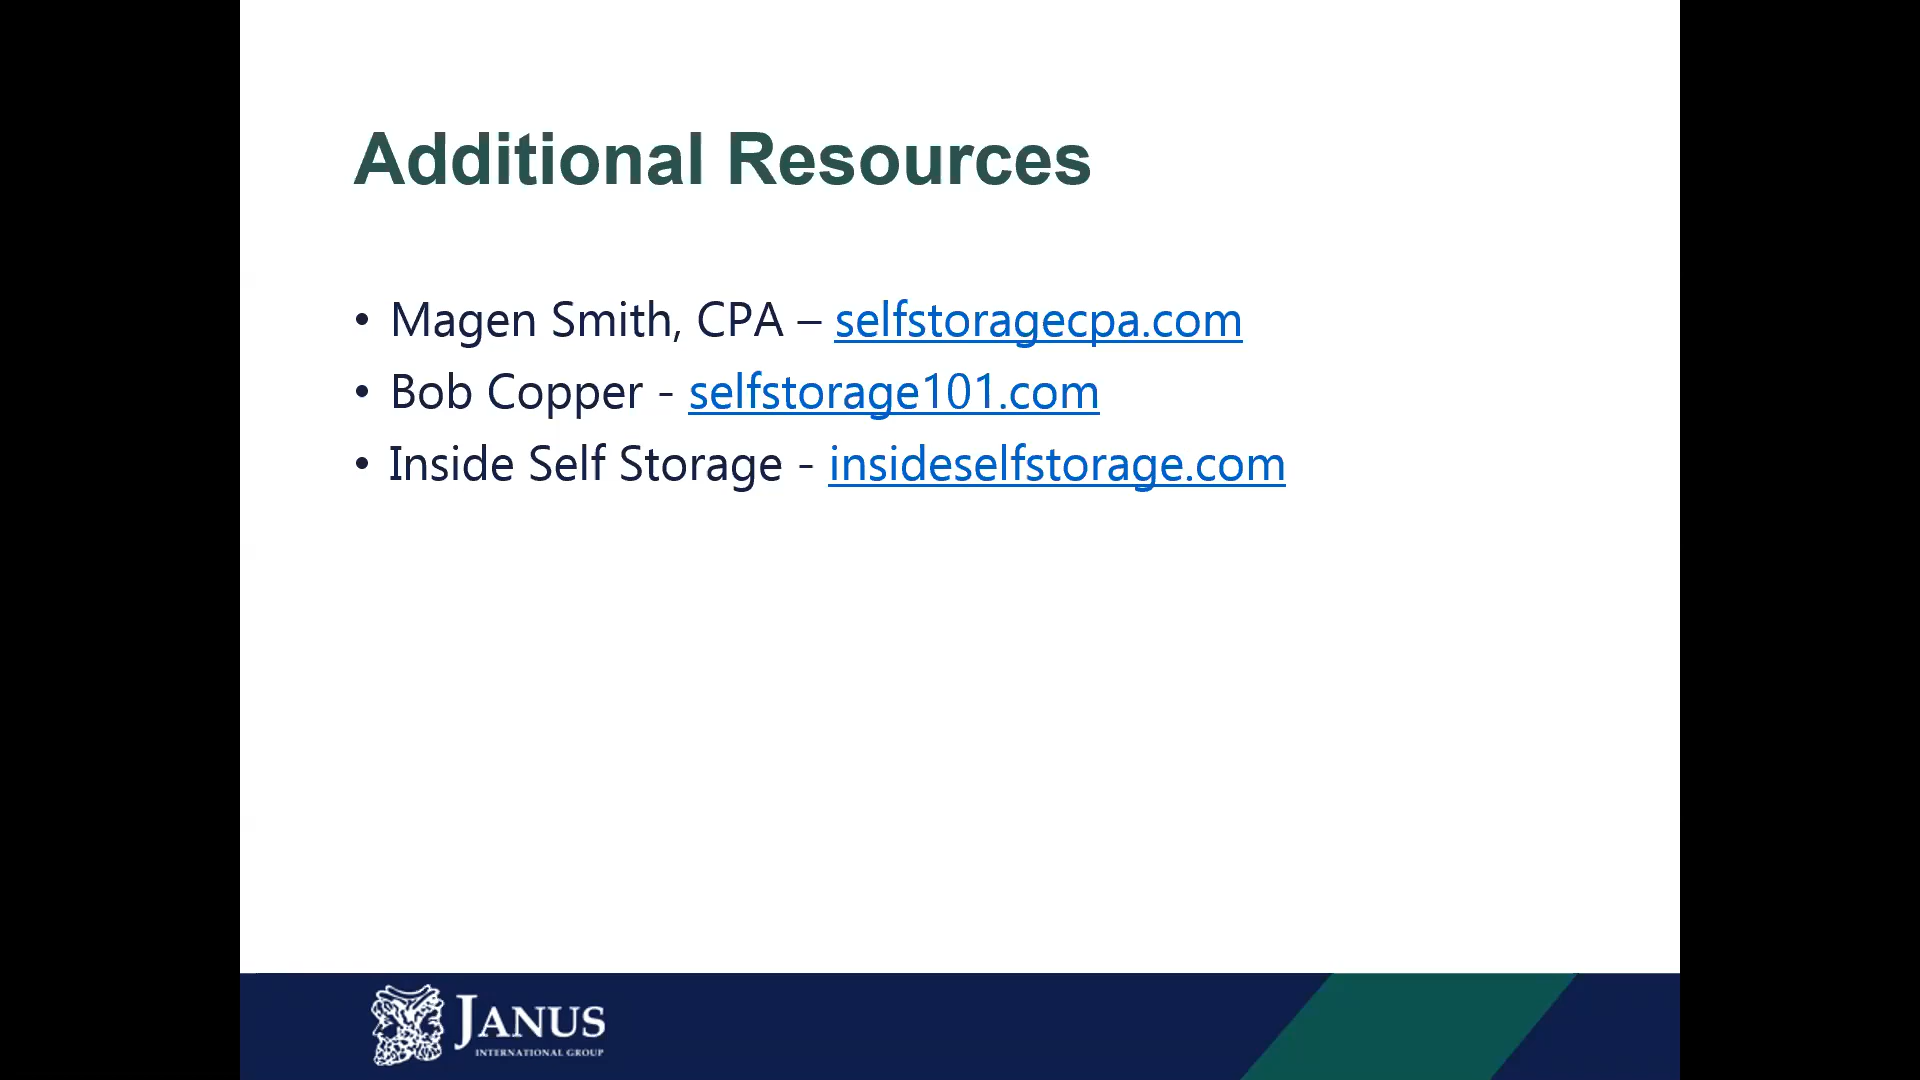 Additional Resources
• Magen Smith, CPA – selfstoragecpa.com
• Bob Copper - selfstorage101.com
• Inside Self Storage - insideselfstorage.com
JANUS
INTERNATIONAL GROUP